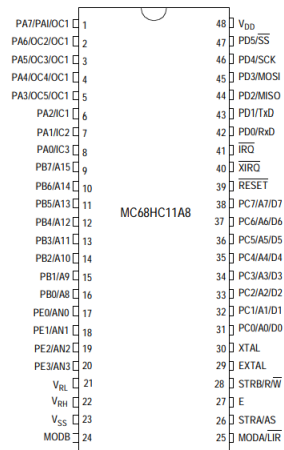 PA7/PAI/OC1 1 48 VDD
PA6/OC2/OC1 2 47 PD5/S̅S̅
PA5/OC3/OC1 3 46 PD4/SCK
PA4/OC4/OC1 4 45 PD3/MOSI
PA3/OC5/OC1 5 44 PD2/MISO
PA2/IC1 6 43 PD1/TxD
PA1/IC2 7 42 PD0/RxD
PA0/IC3 8 41 I̅R̅Q̅
PB7/A15 9 40 X̅I̅R̅Q̅
PB6/A14 10 39 R̅E̅S̅E̅T̅
PB5/A13 11 MC68HC11A8 38 PC7/A7/D7
PB4/A12 12 37 PC6/A6/D6
PB3/A11 13 36 PC5/A5/D5
PB2/A10 14 35 PC4/A4/D4
PB1/A9 15 34 PC3/A3/D3
PB0/A8 16 33 PC2/A2/D2
PE0/AN0 17 32 PC1/A1/D1
PE1/AN1 18 31 PC0/A0/D0
PE2/AN2 19 30 XTAL
PE3/AN3 20 29 EXTAL
VRL 21 28 STRB/R/W̅
VRH 22 27 E
VSS 23 26 STRA/AS
MODB 24 25 MODA/L̅I̅R̅